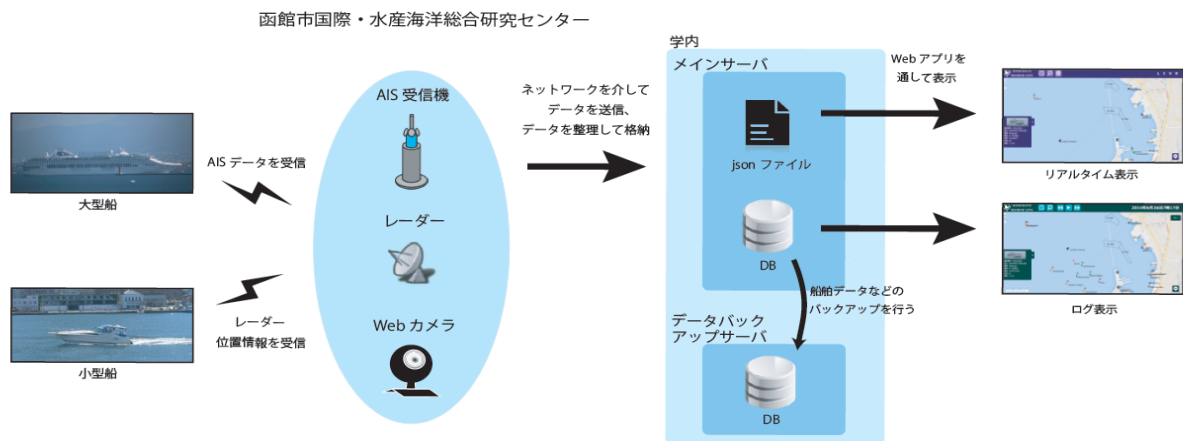 函館市国際・水産海洋総合研究センター
大型船
AIS データを受信
小型船
レーダー
位置情報を受信
AIS 受信機
レーダー
Web カメラ
ネットワークを介して
データを送信、
データを整理して格納
学内
メインサーバ
json ファイル
DB
船舶データなどの
バックアップを行う
データバック
アップサーバ
DB
Web アプリを
通して表示
リアルタイム表示
ログ表示